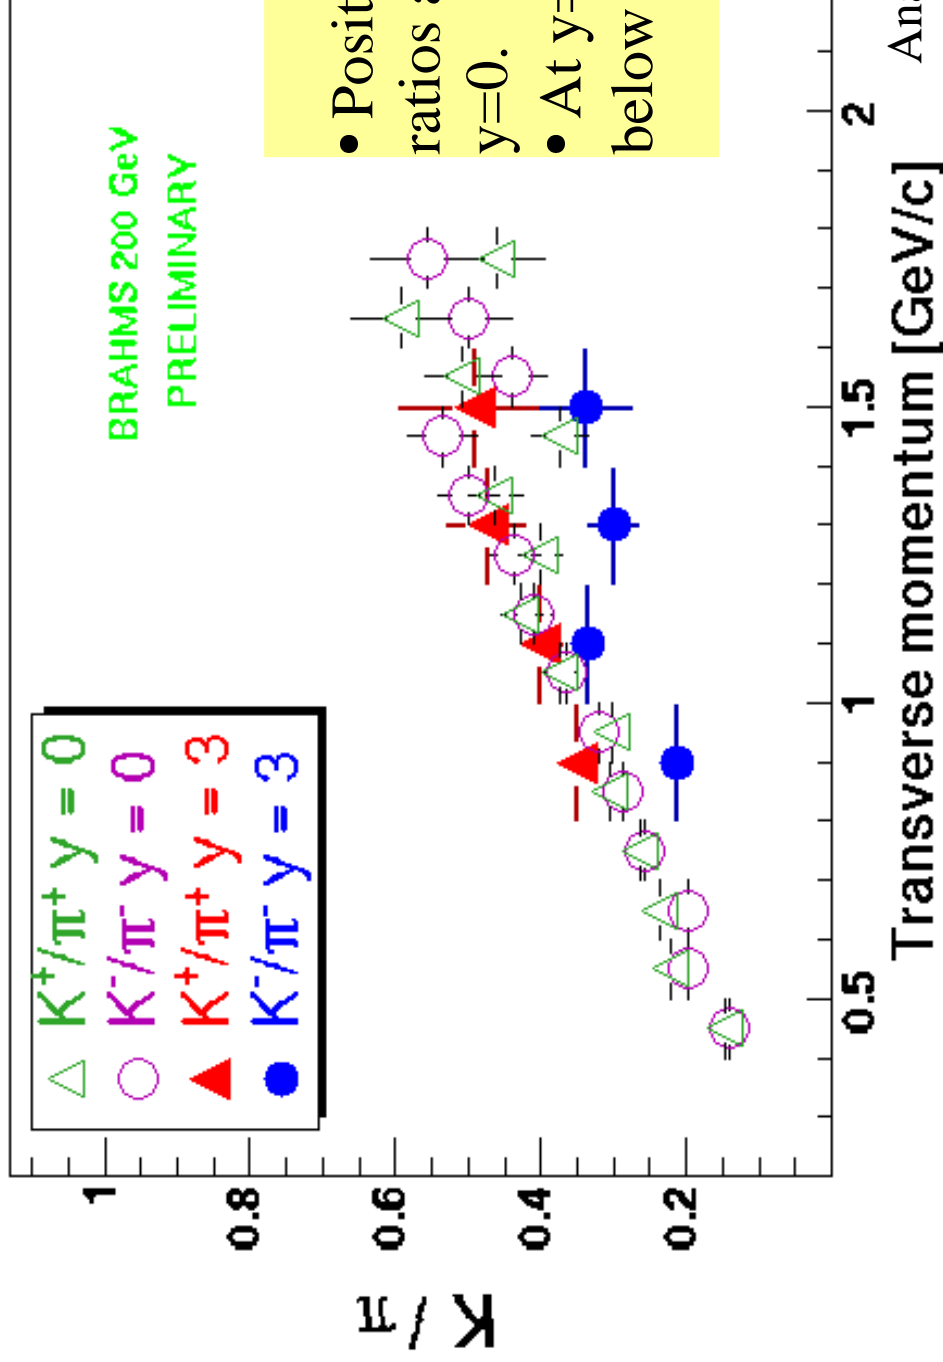 BRAHMS 200 GeV
PRELIMINARY
K⁺/π⁺ y = 0
K⁻/π⁻ y = 0
K⁺/π⁺ y = 3
K⁻/π⁻ y = 3
K / π
1
0.8
0.6
0.4
0.2
0.5
1
1.5
2
Transverse momentum [GeV/c]
• Posit
ratios
y=0.
• At y=
below
Ana